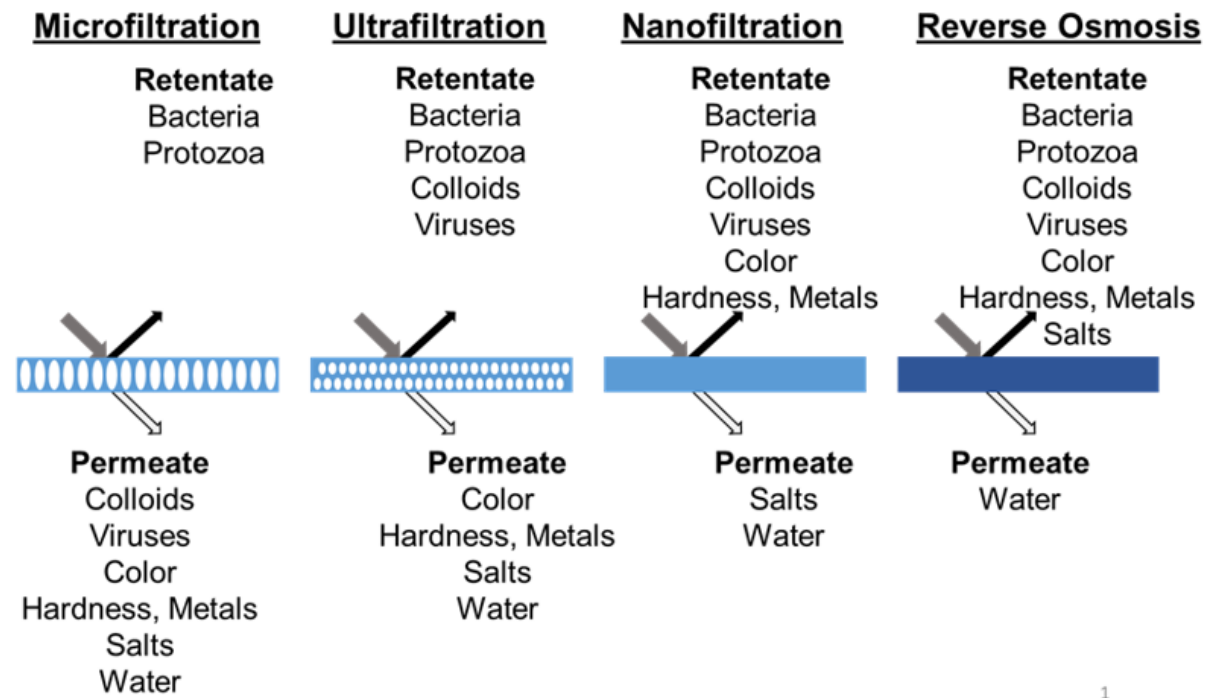 Microfiltration
Retentate
Bacteria
Protozoa
Permeate
Colloids
Viruses
Color
Hardness, Metals
Salts
Water
Ultrafiltration
Retentate
Bacteria
Protozoa
Colloids
Viruses
Permeate
Color
Hardness, Metals
Salts
Water
Nanofiltration
Retentate
Bacteria
Protozoa
Colloids
Viruses
Color
Hardness, Metals
Permeate
Salts
Water
Reverse Osmosis
Retentate
Bacteria
Protozoa
Colloids
Viruses
Color
Hardness, Metals
Salts
Permeate
Water
1